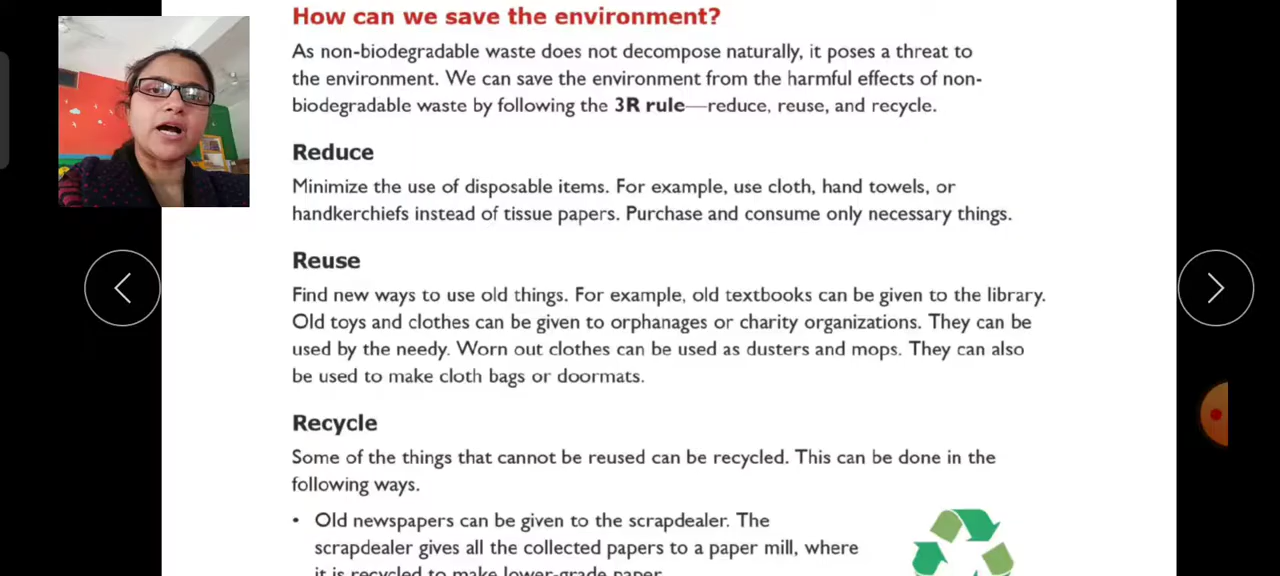 How can we save the environment?
As non-biodegradable waste does not decompose naturally, it poses a threat to
the environment. We can save the environment from the harmful effects of non-
biodegradable waste by following the 3R rule—reduce, reuse, and recycle.
Reduce
Minimize the use of disposable items. For example, use cloth, hand towels, or
handkerchiefs instead of tissue papers. Purchase and consume only necessary things.
Reuse
Find new ways to use old things. For example, old textbooks can be given to the library.
Old toys and clothes can be given to orphanages or charity organizations. They can be
used by the needy. Worn out clothes can be used as dusters and mops. They can also
be used to make cloth bags or doormats.
Recycle
Some of the things that cannot be reused can be recycled. This can be done in the
following ways.
• Old newspapers can be given to the scrapdealer. The
scrapdealer gives all the collected papers to a paper mill, where
it is recycled to make lower-grade paper.